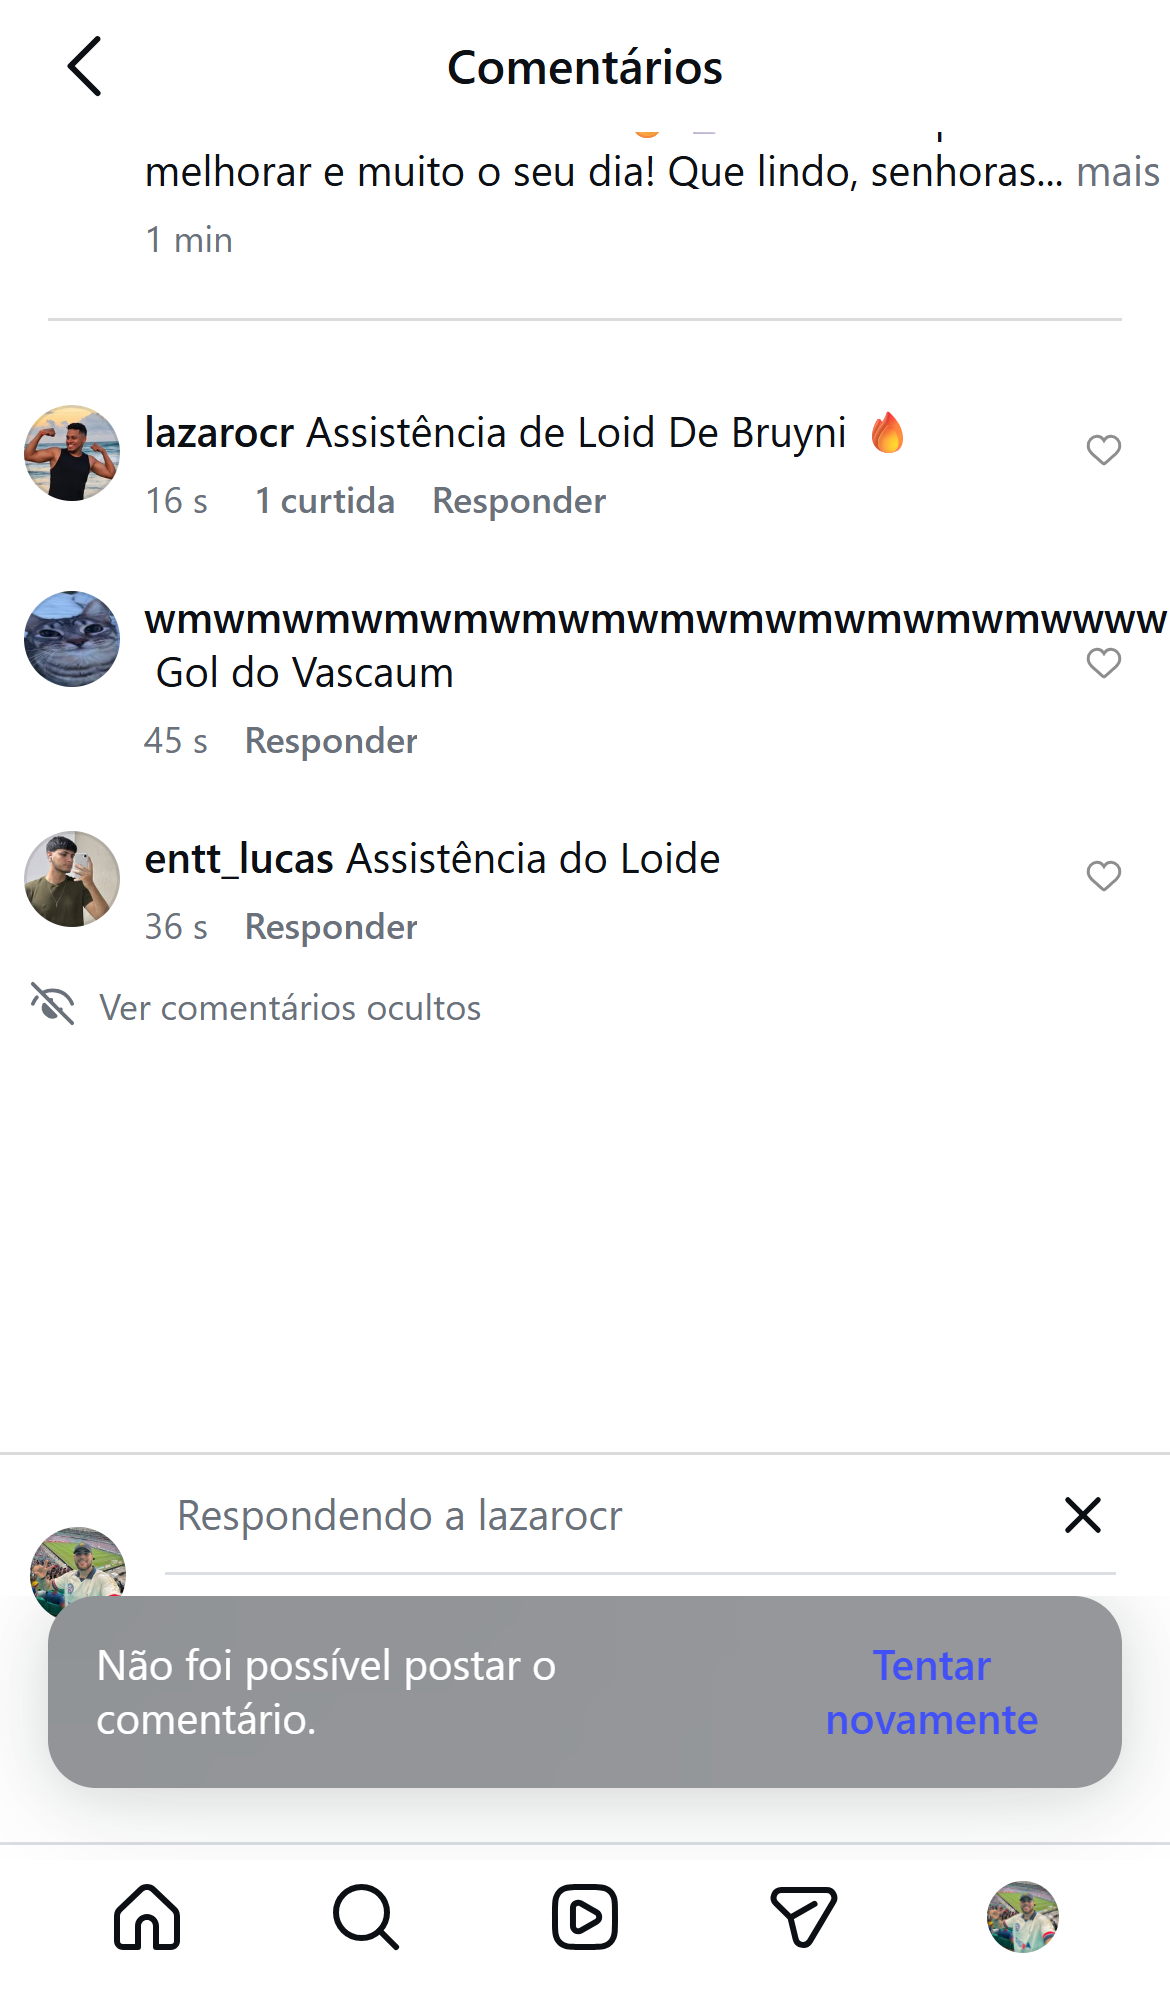 Comentários
melhorar e muito o seu dia! Que lindo, senhoras... mais
1 min
lazarocr Assistência de Loid De Bruyni 🔥
16 s 1 curtida Responder
wmwmwmwmwmwmwmwmwmwmwmwmwmwwww
Gol do Vascaum
45 s Responder
entt_lucas Assistência do Loide
36 s Responder
Ver comentários ocultos
Respondendo a lazarocr
Não foi possível postar o
comentário.
Tentar
novamente